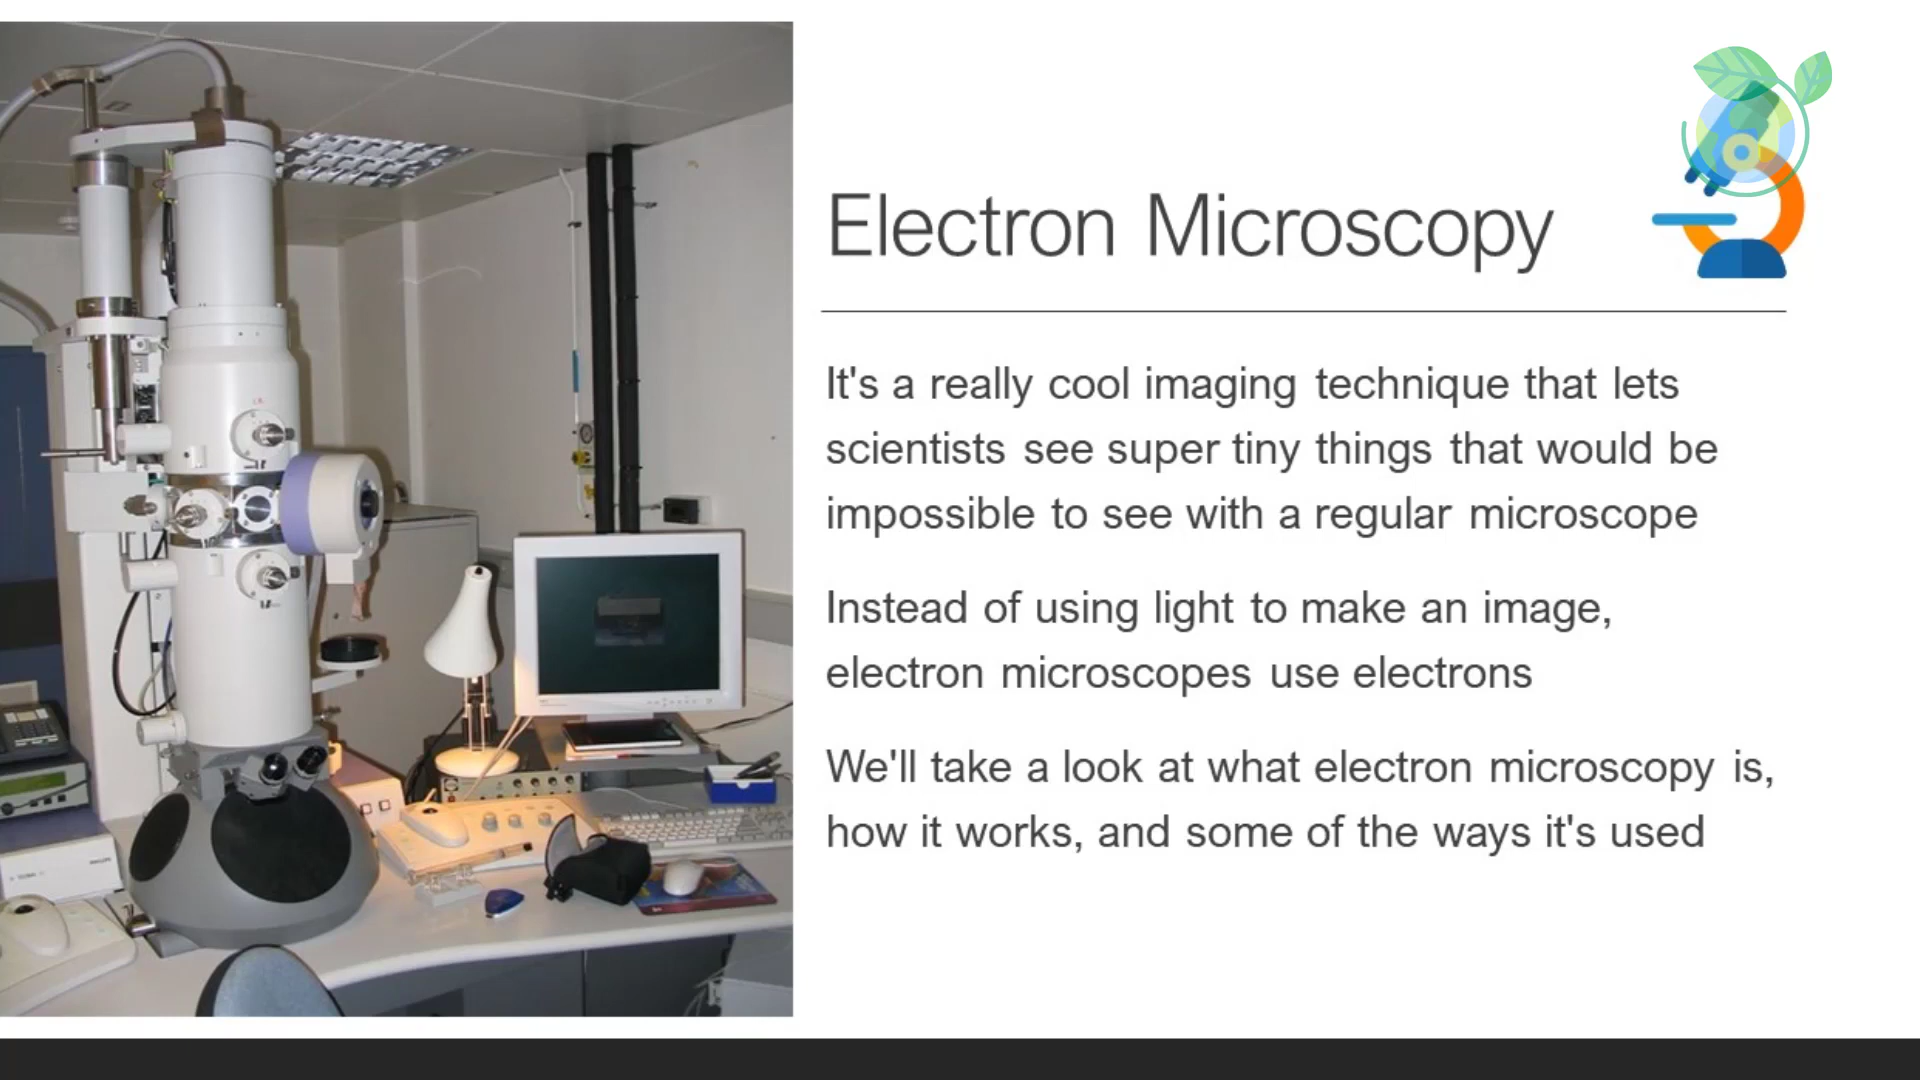 Electron Microscopy
It's a really cool imaging technique that lets
scientists see super tiny things that would be
impossible to see with a regular microscope
Instead of using light to make an image,
electron microscopes use electrons
We'll take a look at what electron microscopy is,
how it works, and some of the ways it's used
PHILIPS